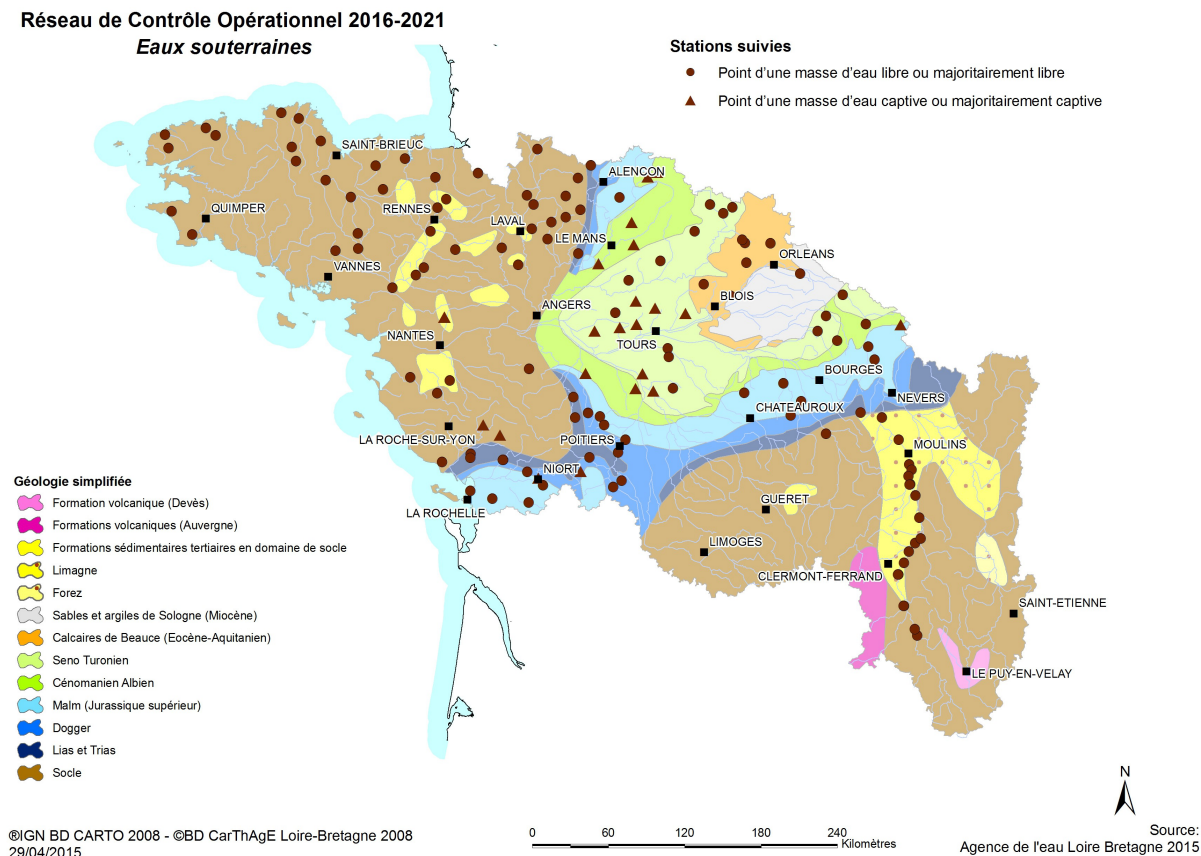 Réseau de Contrôle Opérationnel 2016-2021
Eaux souterraines
Stations suivies
Point d'une masse d'eau libre ou majoritairement libre
Point d'une masse d'eau captive ou majoritairement captive
SAINT-BRIEUC
ALENCON
QUIMPER
RENNES
LAVAL
LE MANS
ORLEANS
VANNES
BLOIS
ANGERS
NANTES
TOURS
BOURGES
NEVERS
CHATEAUROUX
LA ROCHE-SUR-YON
POITIERS
MOULINS
NIORT
GUERET
LA ROCHELLE
LIMOGES
CLERMONT-FERRAND
SAINT-ETIENNE
LE PUY-EN-VELAY
Géologie simplifiée
Formation volcanique (Devès)
Formations volcaniques (Auvergne)
Formations sédimentaires tertiaires en domaine de socle
Limagne
Forez
Sables et argiles de Sologne (Miocène)
Calcaires de Beauce (Eocène-Aquitanien)
Seno Turonien
Cénomanien Albien
Malm (Jurassique supérieur)
Dogger
Lias et Trias
Socle
N
®IGN BD CARTO 2008 - ©BD CarThAgE Loire-Bretagne 2008
29/04/2015
0 60 120 180 240
Kilomètres
Source:
Agence de l'eau Loire Bretagne 2015